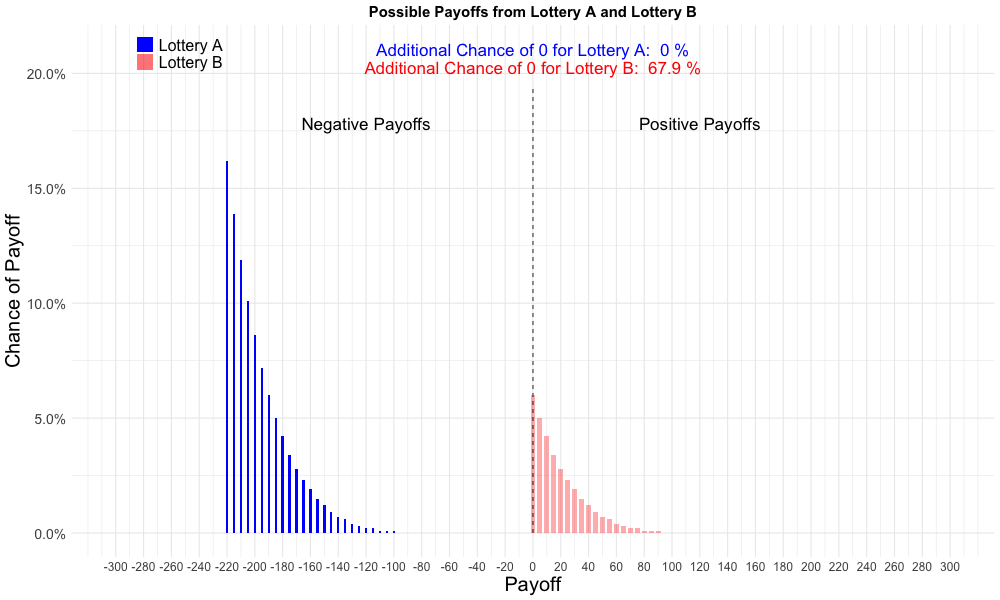 Possible Payoffs from Lottery A and Lottery B
Lottery A
Lottery B
Additional Chance of 0 for Lottery A:  0 %
Additional Chance of 0 for Lottery B:  67.9 %
Negative Payoffs
Positive Payoffs
Chance of Payoff
20.0%
15.0%
10.0%
5.0%
0.0%
-300 -280 -260 -240 -220 -200 -180 -160 -140 -120 -100 -80 -60 -40 -20 0 20 40 60 80 100 120 140 160 180 200 220 240 260 280 300
Payoff